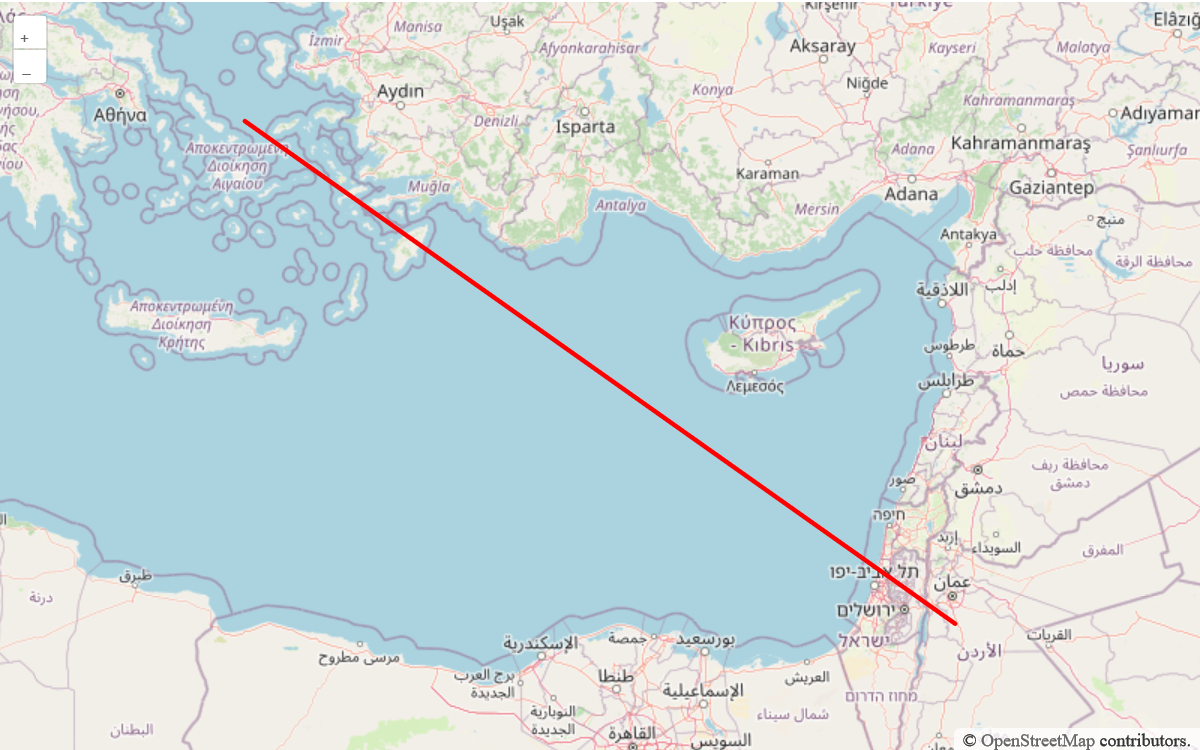 +
–
Uşak
Manisa
İzmir
Afyonkarahisar
Aksaray
Kayseri
Malatya
Niğde
Konya
Aydın
Αθήνα
Denizli
Isparta
Kahramanmaraş
Adıyaman
Kahramanmaraş
Adana
Şanlıurfa
Αποκεντρωμένη
Διοίκηση
Αιγαίου
Muğla
Karaman
Gaziantep
Adana
Antalya
Mersin
منبج
Antakya
محافظة حلب
محافظة الرقة
إدلب
اللاذقية
Αποκεντρωμένη
Διοίκηση
Κρήτης
Κύπρος
- Kıbrıs
طرطوس
حماة
سوريا
Λεμεσός
طرابلس
محافظة حمص
لبنان
محافظة ريف
دمشق
صور
دمشق
חיפה
إربد
السويداء
المفرق
תל אביב-יפו
عمان
طبرق
درنة
ירושלים
القريات
ישראל
الأردن
الإسكندرية
جمصة
بورسعيد
مرسى مطروح
برج العرب
الجديدة
طنطا
العريش
الإسماعيلية
מחוז הדרום
النوبارية
الجديدة
شمال سيناء
البطنان
القاهرة
السويس
معان
© OpenStreetMap contributors.